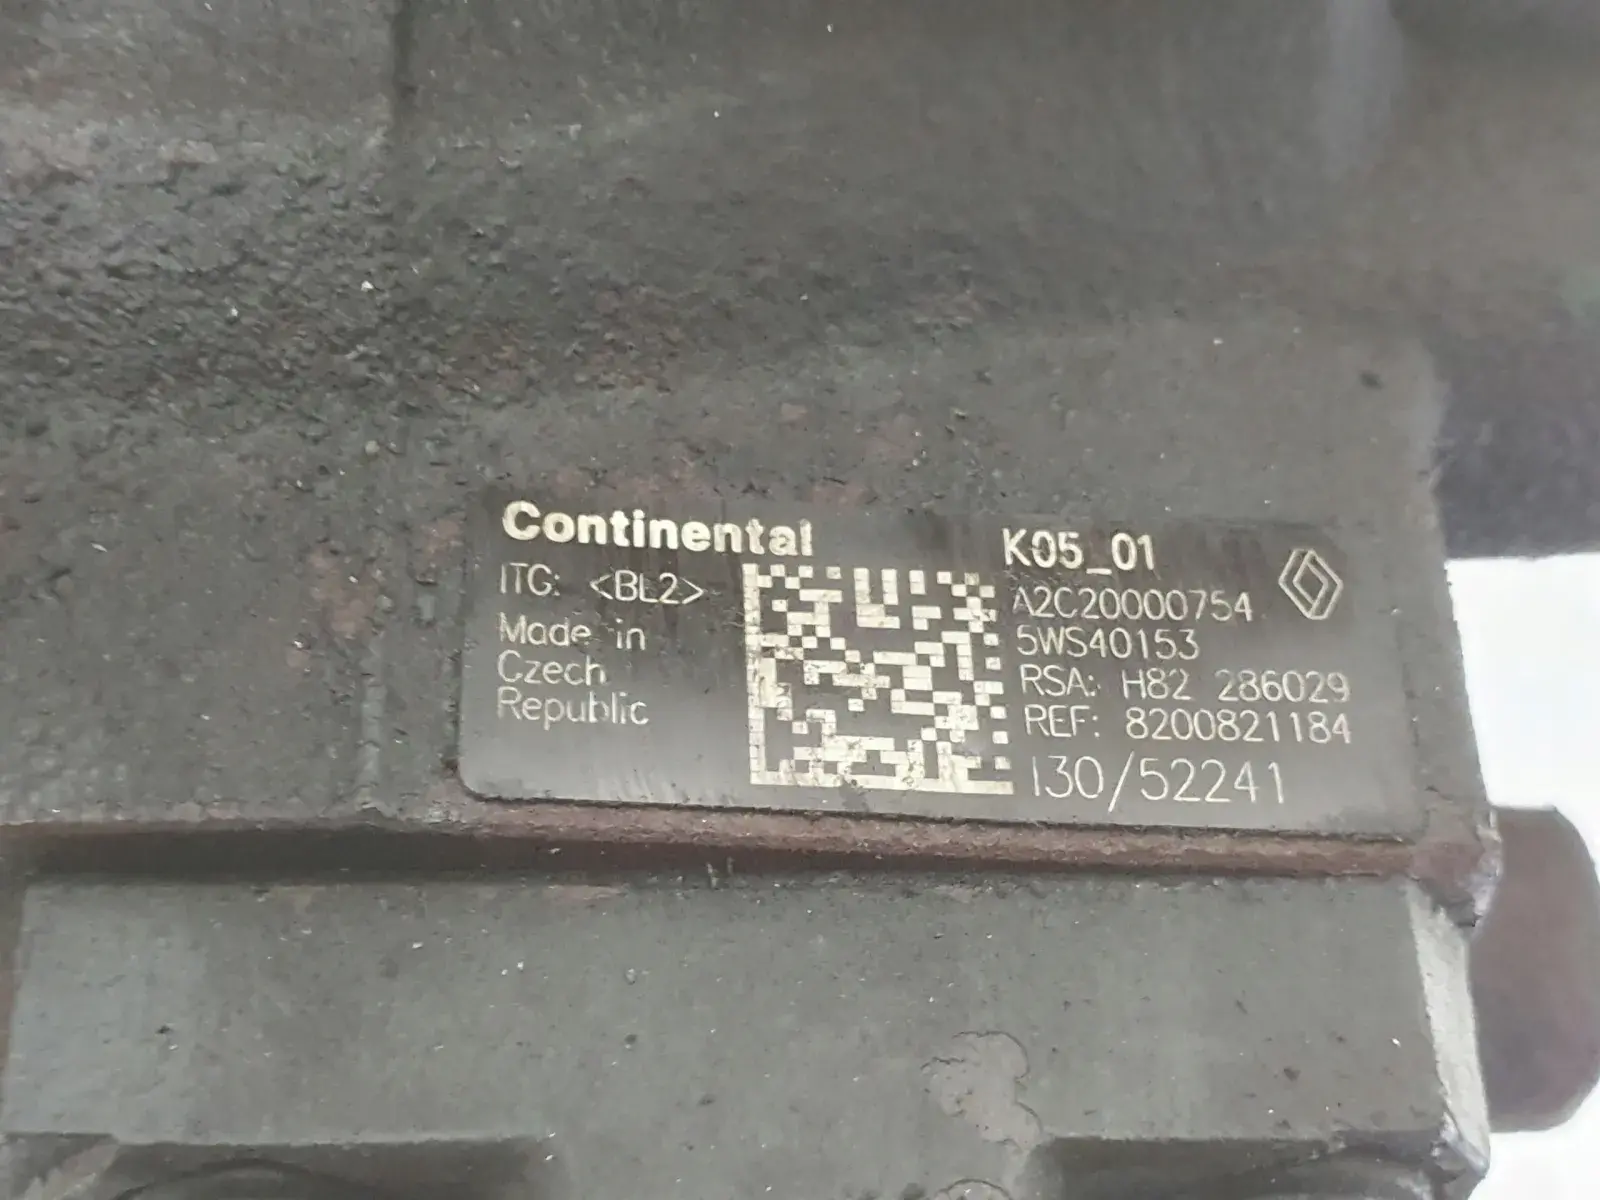 Continental
ITG: <BL2>
Made in
Czech
Republic
K05_01
A2C20000754
5WS40153
RSA: H82 286029
REF: 8200821184
130/52241